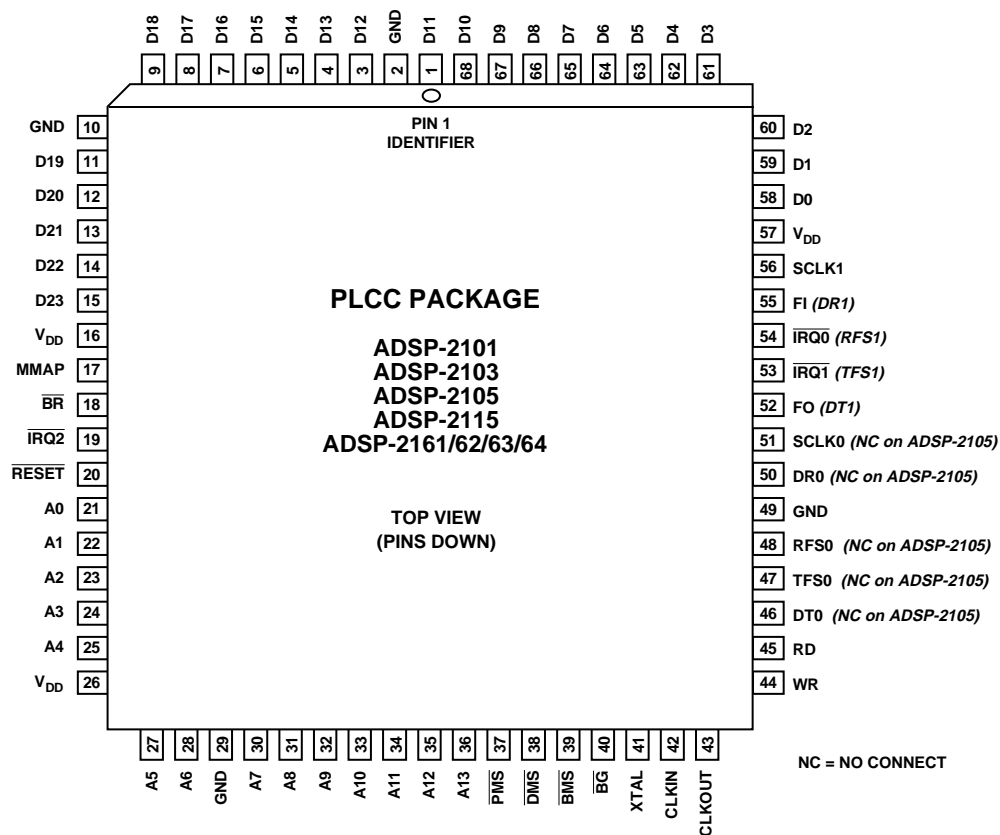 D18 D17 D16 D15 D14 D13 D12 GND D11 D10 D9 D8 D7 D6 D5 D4 D3
9 8 7 6 5 4 3 2 1 68 67 66 65 64 63 62 61
PIN 1
IDENTIFIER
GND 10
D19 11
D20 12
D21 13
D22 14
D23 15
VDD 16
MMAP 17
BR 18
IRQ2 19
RESET 20
A0 21
A1 22
A2 23
A3 24
A4 25
VDD 26
PLCC PACKAGE
ADSP-2101
ADSP-2103
ADSP-2105
ADSP-2115
ADSP-2161/62/63/64
TOP VIEW
(PINS DOWN)
60 D2
59 D1
58 D0
57 VDD
56 SCLK1
55 FI (DR1)
54 IRQ0 (RFS1)
53 IRQ1 (TFS1)
52 FO (DT1)
51 SCLK0 (NC on ADSP-2105)
50 DR0 (NC on ADSP-2105)
49 GND
48 RFS0 (NC on ADSP-2105)
47 TFS0 (NC on ADSP-2105)
46 DT0 (NC on ADSP-2105)
45 RD
44 WR
27 28 29 30 31 32 33 34 35 36 37 38 39 40 41 42 43
A5 A6 GND A7 A8 A9 A10 A11 A12 A13 PMS DMS BMS BG XTAL CLKIN CLKOUT
NC = NO CONNECT